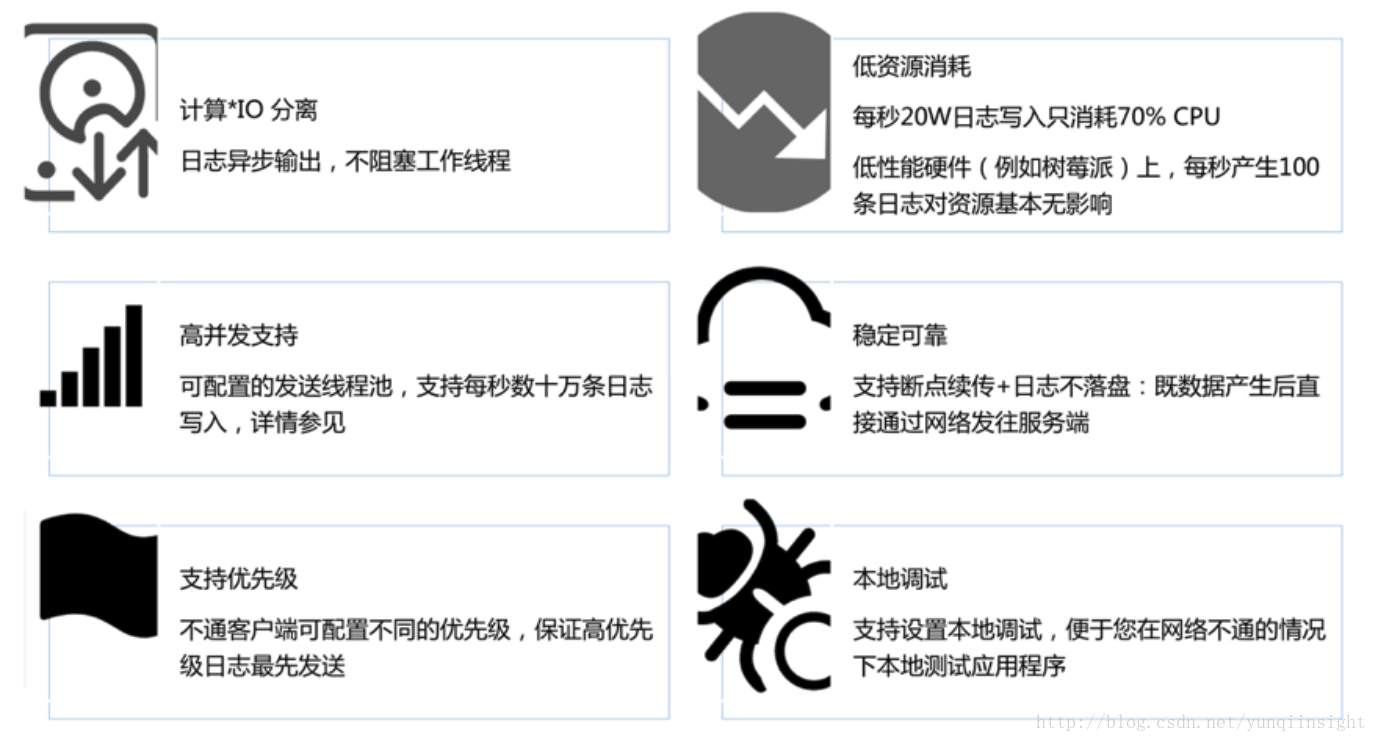 计算*IO 分离
日志异步输出，不阻塞工作线程
低资源消耗
每秒20W日志写入只消耗70% CPU
低性能硬件（例如树莓派）上，每秒产生100
条日志对资源基本无影响
高并发支持
可配置的发送线程池，支持每秒数十万条日志
写入，详情参见
稳定可靠
支持断点续传+日志不落盘：既数据产生后直
接通过网络发往服务端
支持优先级
不通客户端可配置不同的优先级，保证高优先
级日志最先发送
本地调试
支持设置本地调试，便于您在网络不通的情况
下本地测试应用程序
http://blog.csdn.net/yunqiinsight